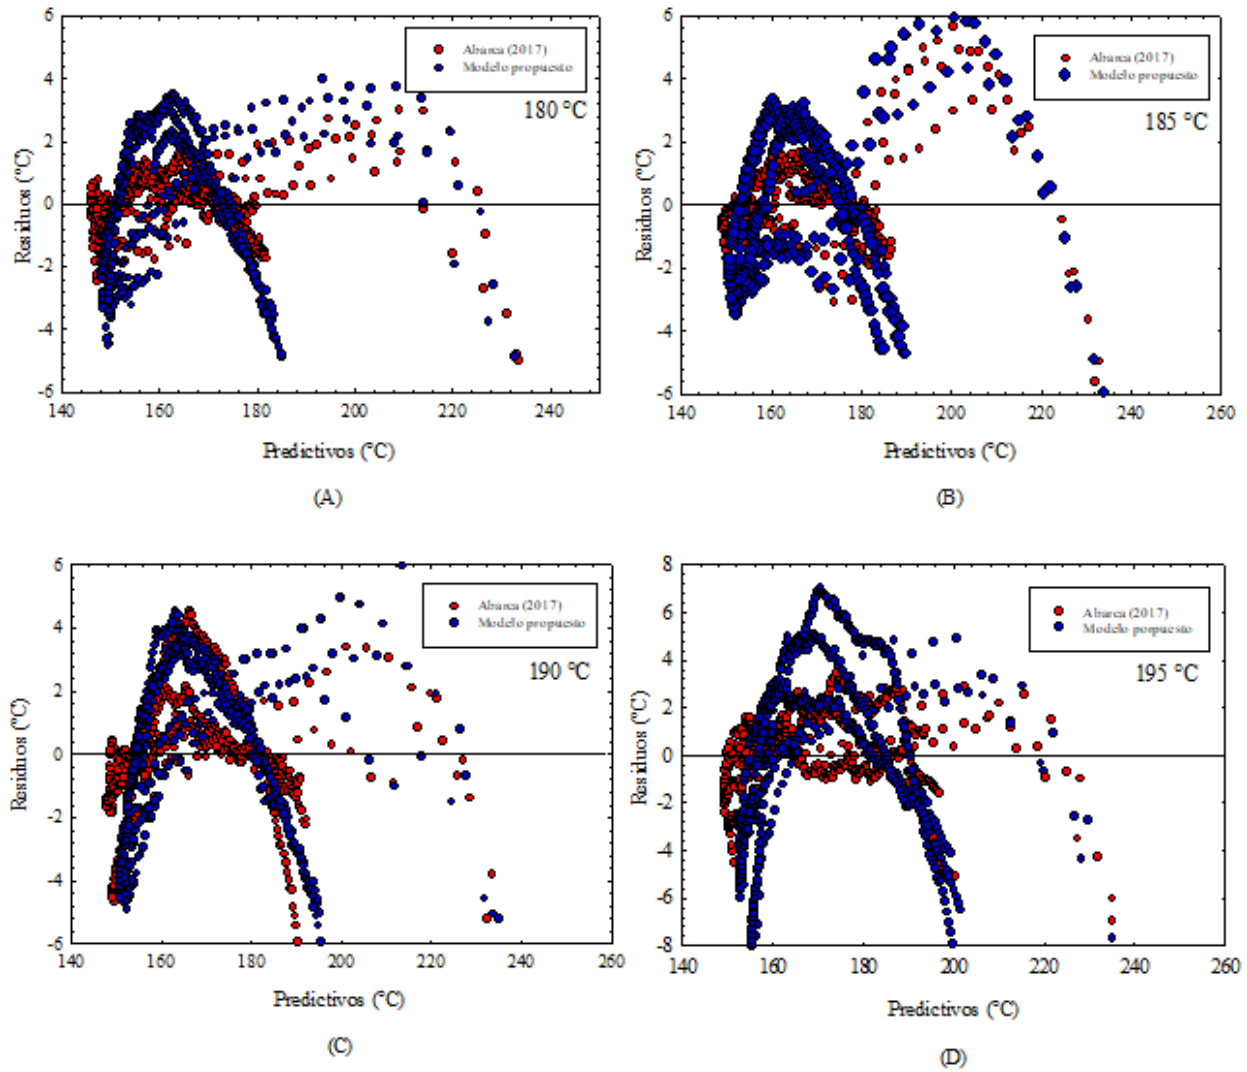 6
4
2
0
-2
-4
-6
Residuos (°C)
Abarca (2017)
Modelo propuesto
180 °C
140 160 180 200 220 240
Predictivos (°C)
(A)
6
4
2
0
-2
-4
-6
Residuos (°C)
Abarca (2017)
Modelo propuesto
185 °C
140 160 180 200 220 240 260
Predictivos (°C)
(B)
6
4
2
0
-2
-4
-6
Residuos (°C)
Abarca (2017)
Modelo propuesto
190 °C
140 160 180 200 220 240 260
Predictivos (°C)
(C)
8
6
4
2
0
-2
-4
-6
-8
Residuos (°C)
Abarca (2017)
Modelo porpuesto
195 °C
140 160 180 200 220 240 260
Predictivos (°C)
(D)